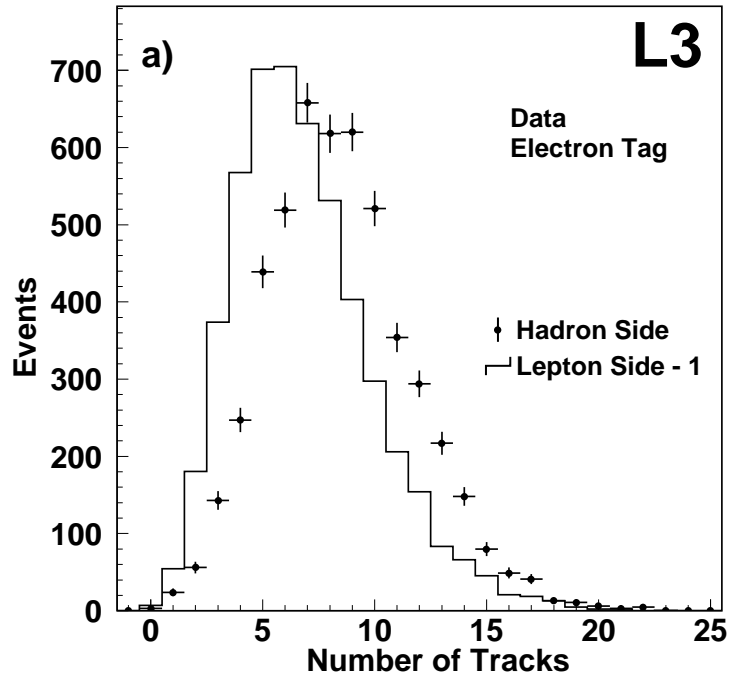 a)
L3
Data
Electron Tag
Hadron Side
Lepton Side - 1
Events
700
600
500
400
300
200
100
0
0 5 10 15 20 25
Number of Tracks